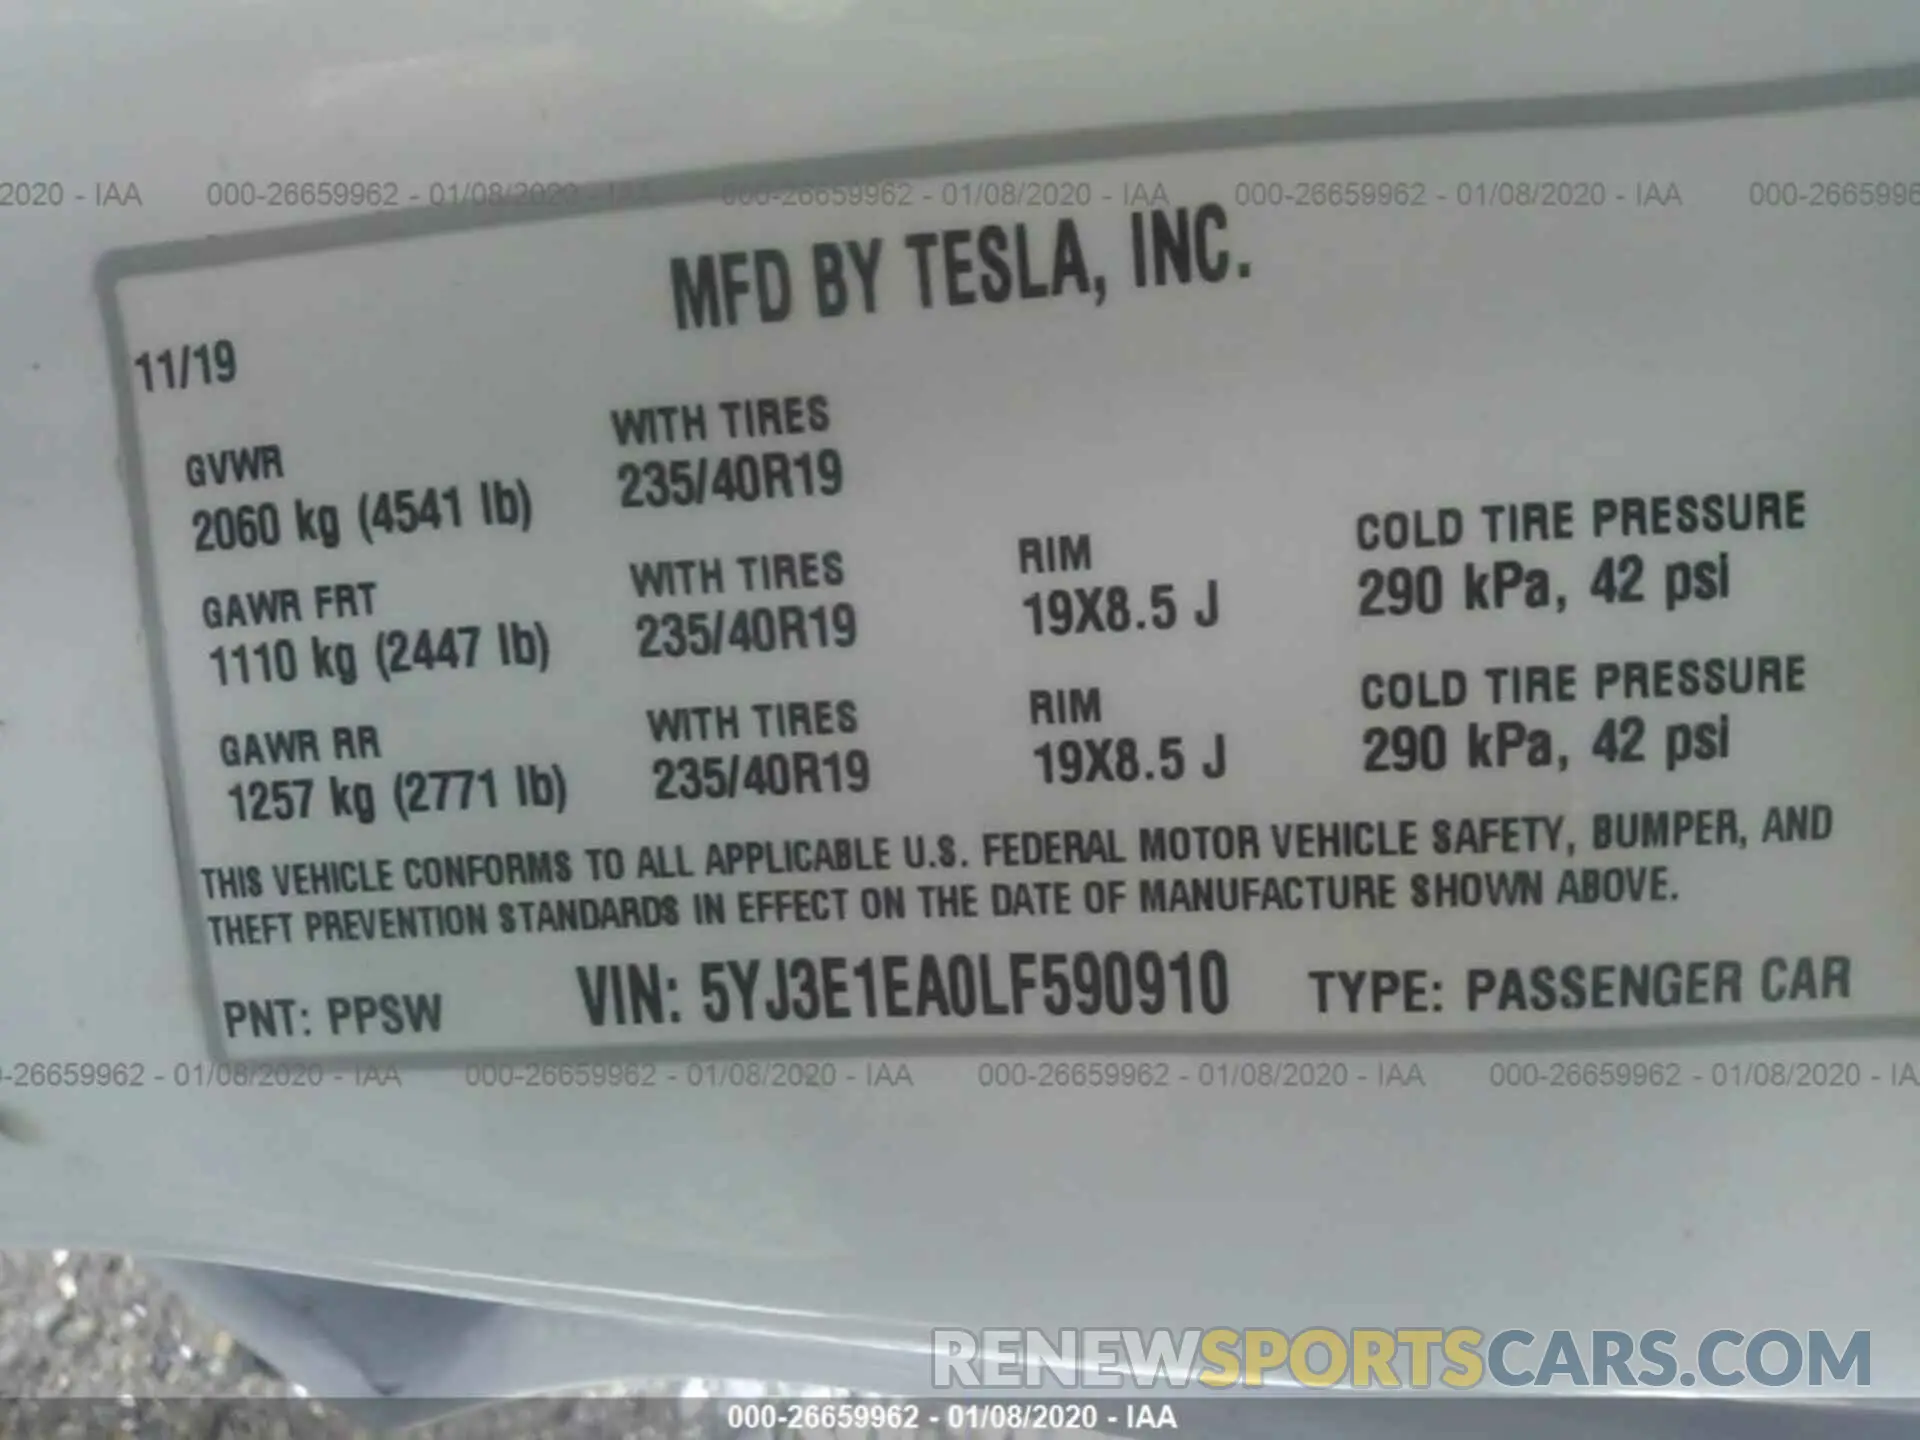 2020 - IAA 000-26659962 - 01/08/2020 - IAA 000-26659962 - 01/08/2020 - IAA 000-26659962 - 01/08/2020 - IAA 000-2665996
MFD BY TESLA, INC.
11/19
GVWR WITH TIRES
2060 kg (4541 lb) 235/40R19
GAWR FRT WITH TIRES RIM COLD TIRE PRESSURE
1110 kg (2447 lb) 235/40R19 19X8.5 J 290 kPa, 42 psi
GAWR RR WITH TIRES RIM COLD TIRE PRESSURE
1257 kg (2771 lb) 235/40R19 19X8.5 J 290 kPa, 42 psi
THIS VEHICLE CONFORMS TO ALL APPLICABLE U.S. FEDERAL MOTOR VEHICLE SAFETY, BUMPER, AND
THEFT PREVENTION STANDARDS IN EFFECT ON THE DATE OF MANUFACTURE SHOWN ABOVE.
PNT: PPSW VIN: 5YJ3E1EA0LF590910 TYPE: PASSENGER CAR
-26659962 - 01/08/2020 - IAA 000-26659962 - 01/08/2020 - IAA 000-26659962 - 01/08/2020 - IAA 000-26659962 - 01/08/2020 - IA
RENEWSPORTSCARS.COM
000-26659962 - 01/08/2020 - IAA